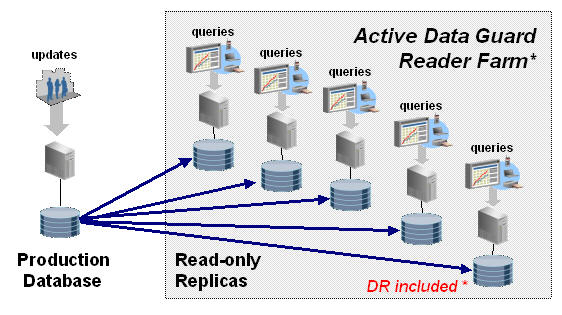 updates
queries
queries
queries
queries
queries
Active Data Guard
Reader Farm*
Production
Database
Read-only
Replicas
DR included *